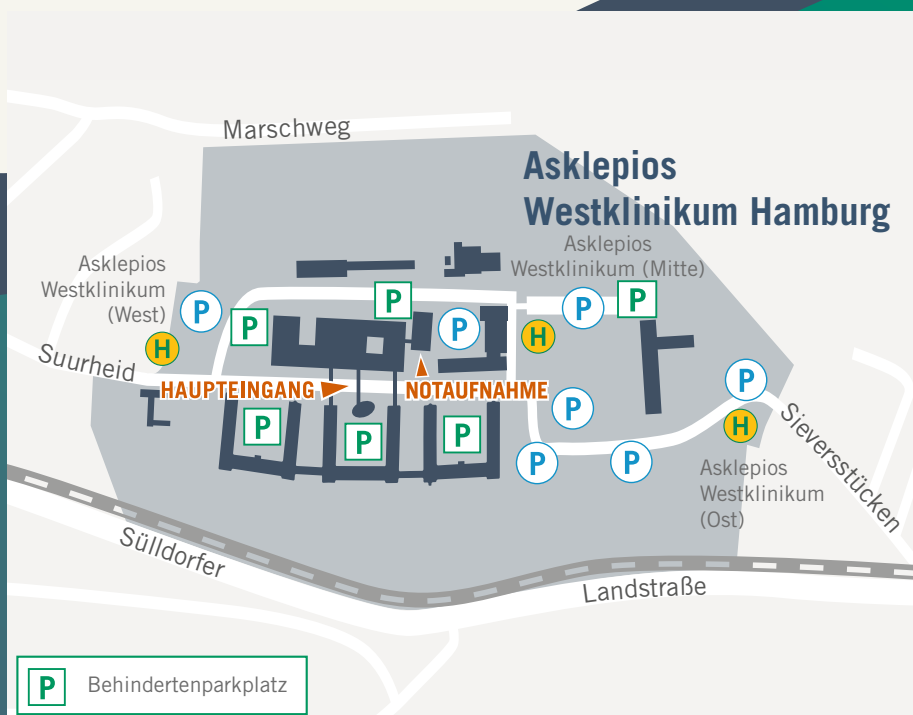 Marschweg
Asklepios
Westklinikum Hamburg
Asklepios
Westklinikum (Mitte)
Asklepios
Westklinikum
(West)
P
P
P
P
P
P
H
H
Suurheid
HAUPTEINGANG
NOTAUFNAHME
P
P
H
P
P
P
P
P
P
Sieversstücken
Asklepios
Westklinikum
(Ost)
Sülldorfer
Landstraße
P Behindertenparkplatz